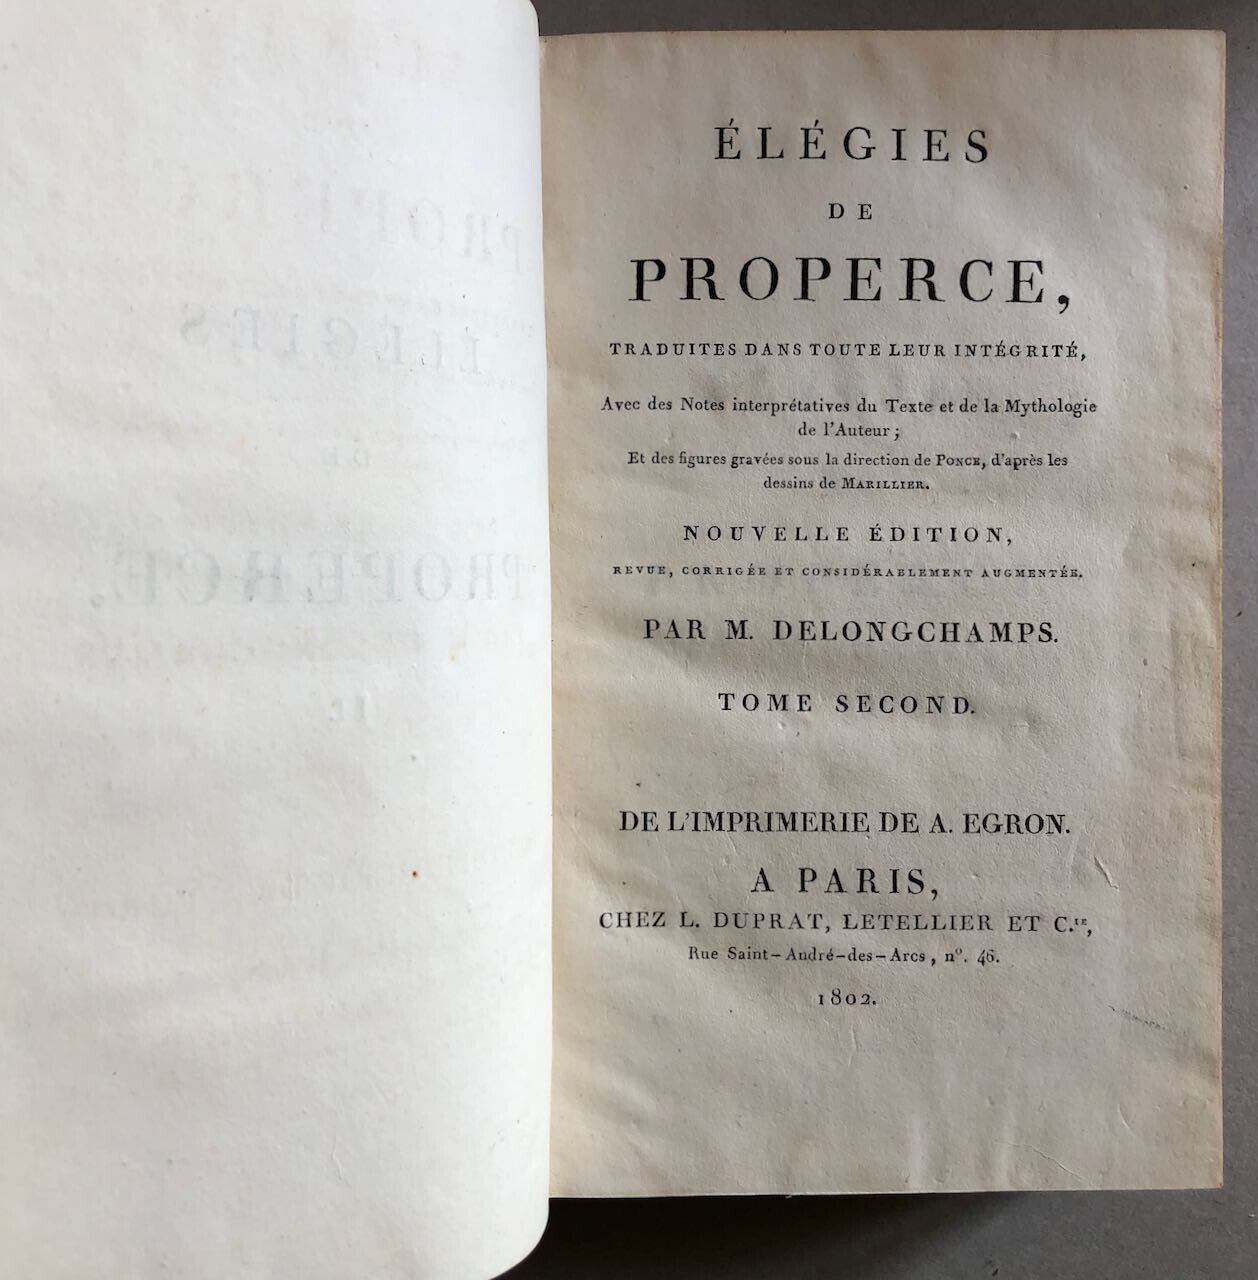 ÉLÉGIES
DE
PROPERCE,
TRADUITES DANS TOUTE LEUR INTÉGRITÉ,
Avec des Notes interprétatives du Texte et de la Mythologie
de l'Auteur ;
Et des figures gravées sous la direction de PONCE, d'après les
dessins de MARILLIER.
NOUVELLE ÉDITION,
REVUE, CORRIGÉE ET CONSIDÉRABLEMENT AUGMENTÉE.
PAR M. DELONGCHAMPS.
TOME SECOND.
DE L'IMPRIMERIE DE A. EGRON.
A PARIS,
CHEZ L. DUPRAT, LETELLIER ET C.IE,
Rue Saint-André-des-Arcs, nº. 46.
1802.